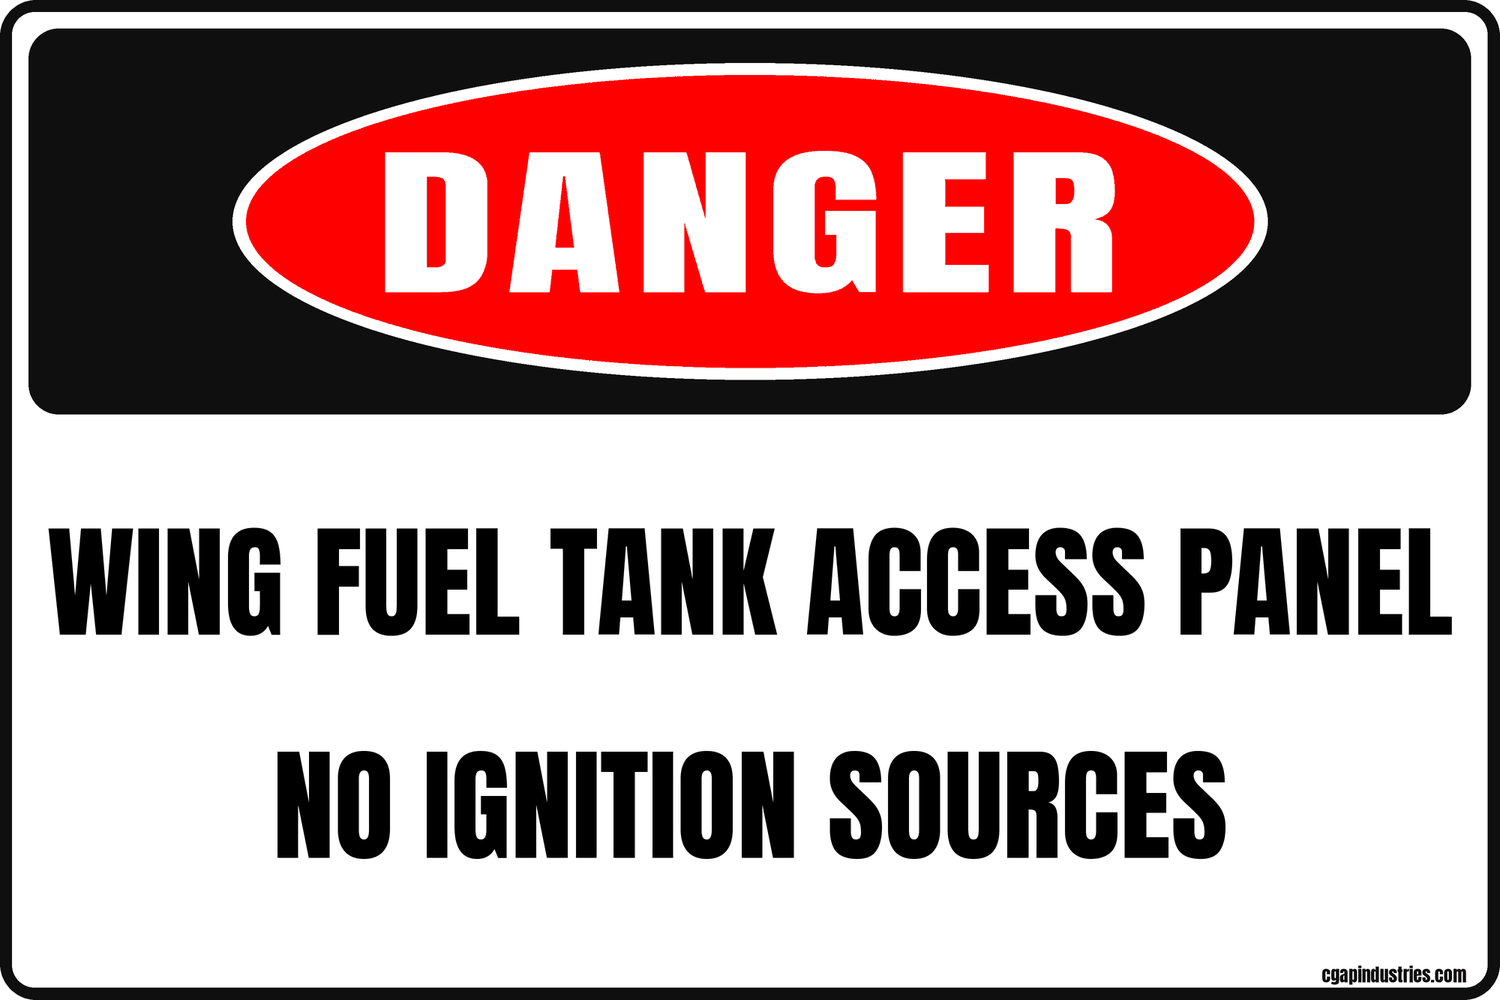 DANGER
WING FUEL TANK ACCESS PANEL
NO IGNITION SOURCES
cgapindustries.com